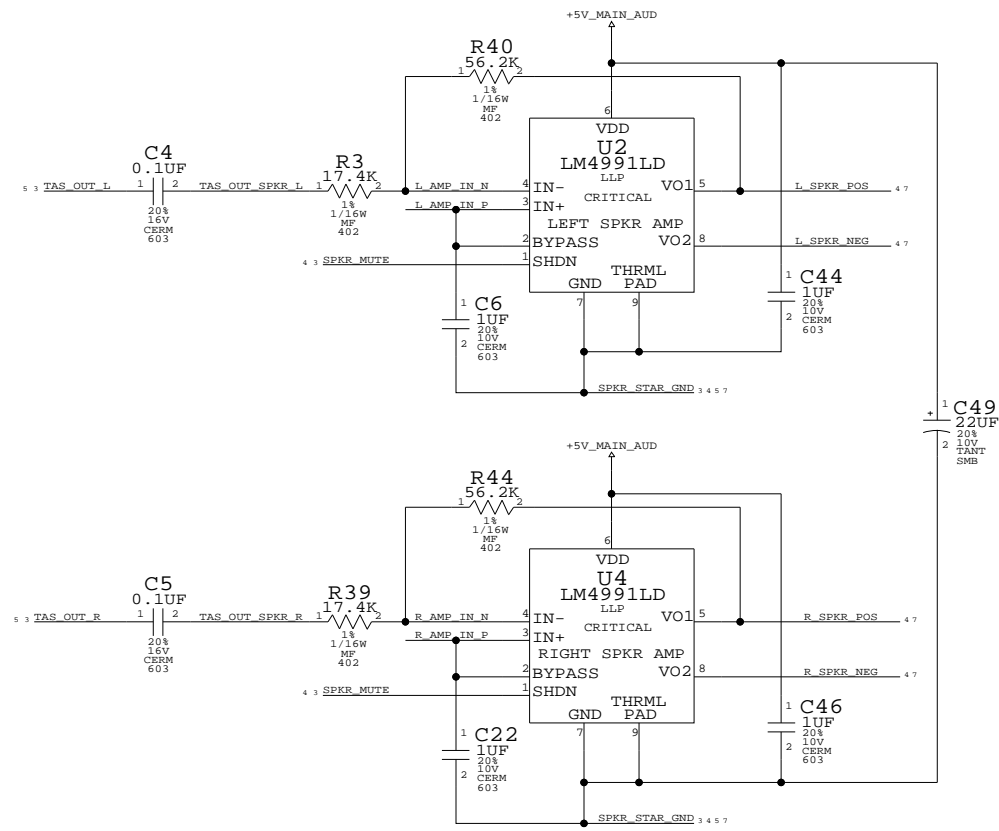 +5V_MAIN_AUD
R40
56.2K
1 2
1%
1/16W
MF
402
6
VDD
U2
LM4991LD
LLP
CRITICAL
LEFT SPKR AMP
C4
0.1UF
5 3 TAS_OUT_L 1 2 TAS_OUT_SPKR_L
20%
16V
CERM
603
R3
17.4K
1 2
1%
1/16W
MF
402
L_AMP_IN_N 4 IN- VO1 5 L_SPKR_POS 4 7
L_AMP_IN_P 3 IN+
2 BYPASS VO2 8 L_SPKR_NEG 4 7
4 3 SPKR_MUTE 1 SHDN
THRML
GND PAD
7 9
1
C6
1UF
20%
10V
CERM
603
2
1
C44
1UF
20%
10V
CERM
603
2
SPKR_STAR_GND 3 4 5 7
+ 1
C49
22UF
20%
10V
TANT
SMB
2
+5V_MAIN_AUD
R44
56.2K
1 2
1%
1/16W
MF
402
6
VDD
U4
LM4991LD
LLP
CRITICAL
RIGHT SPKR AMP
C5
0.1UF
5 3 TAS_OUT_R 1 2 TAS_OUT_SPKR_R
20%
16V
CERM
603
R39
17.4K
1 2
1%
1/16W
MF
402
R_AMP_IN_N 4 IN- VO1 5 R_SPKR_POS 4 7
R_AMP_IN_P 3 IN+
2 BYPASS VO2 8 R_SPKR_NEG 4 7
4 3 SPKR_MUTE 1 SHDN
THRML
GND PAD
7 9
1
C22
1UF
20%
10V
CERM
603
2
1
C46
1UF
20%
10V
CERM
603
2
SPKR_STAR_GND 3 4 5 7